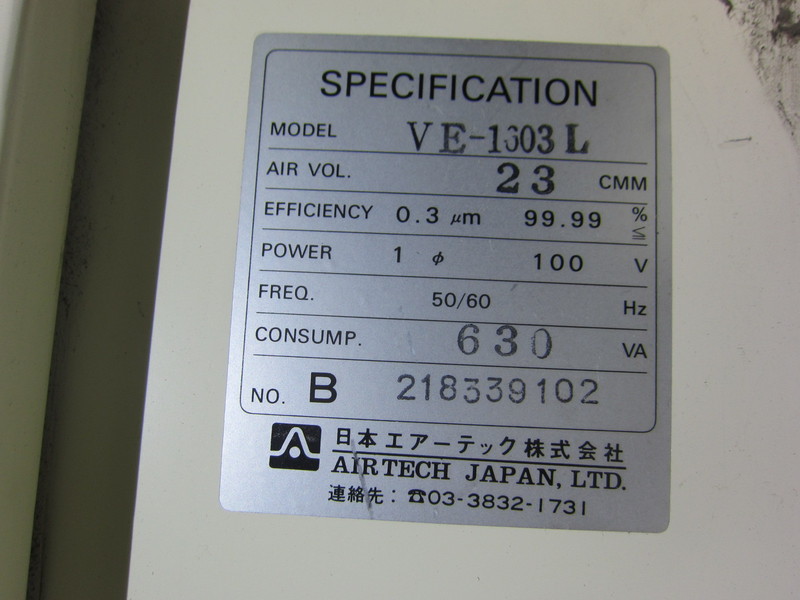 SPECIFICATION
MODEL VE-1603L
AIR VOL. 23 CMM
EFFICIENCY 0.3 μm 99.99 % ≦
POWER 1 φ 100 V
FREQ. 50/60 Hz
CONSUMP. 630 VA
NO. B 218339102
日本エアーテック株式会社
AIRTECH JAPAN, LTD.
連絡先：☎03-3832-1731